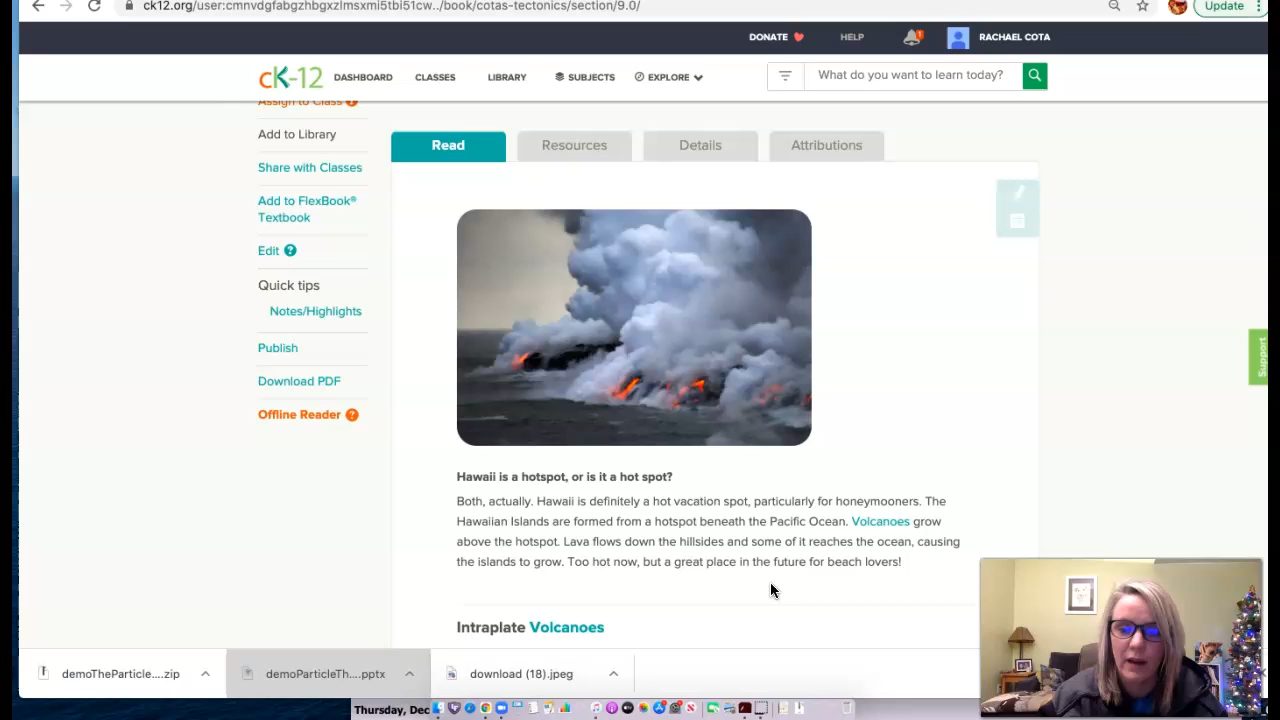 ck12.org/user:cmnvdgfabgzhbgxzlmsxmi5tbi51cw../book/cotas-tectonics/section/9.0/
Update
DONATE
HELP
1
RACHAEL COTA
cK-12
DASHBOARD
CLASSES
LIBRARY
SUBJECTS
EXPLORE
What do you want to learn today?
Assign to Class ?
Add to Library
Share with Classes
Add to FlexBook®
Textbook
Edit ?
Quick tips
Notes/Highlights
Publish
Download PDF
Offline Reader ?
Read
Resources
Details
Attributions
Hawaii is a hotspot, or is it a hot spot?
Both, actually. Hawaii is definitely a hot vacation spot, particularly for honeymooners. The
Hawaiian Islands are formed from a hotspot beneath the Pacific Ocean. Volcanoes grow
above the hotspot. Lava flows down the hillsides and some of it reaches the ocean, causing
the islands to grow. Too hot now, but a great place in the future for beach lovers!
Intraplate Volcanoes
Support
demoTheParticle....zip
demoParticleTh....pptx
download (18).jpeg
Thursday, Dec